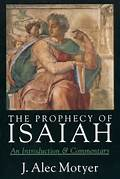 THE PROPHECY OF
ISAIAH
An Introduction & Commentary
J. ALEC MOTYER